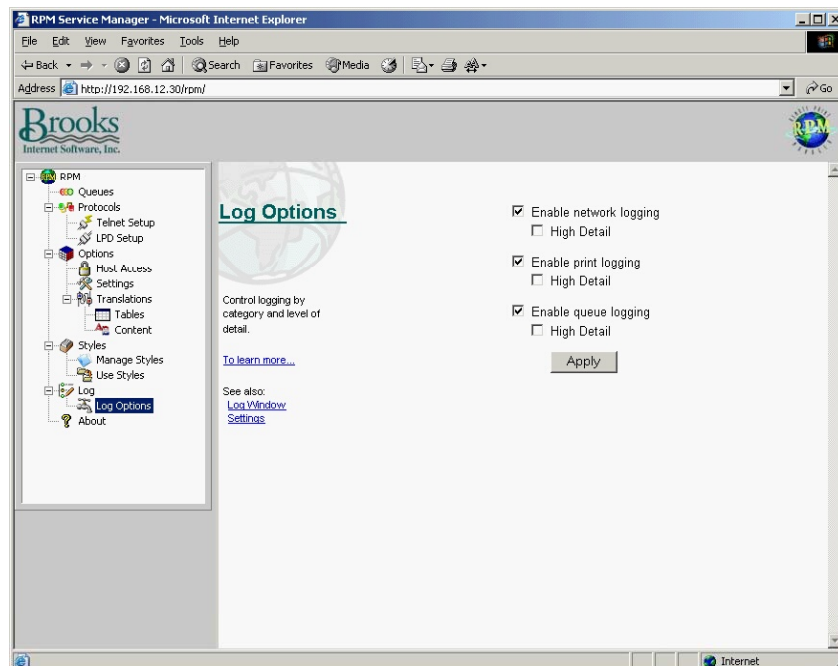 RPM Service Manager - Microsoft Internet Explorer
File Edit View Favorites Tools Help
Back Search Favorites Media
Address http://192.168.12.30/rpm/ Go
Brooks
Internet Software, Inc.
RPM
RPM
Queues
Protocols
Telnet Setup
LPD Setup
Options
Host Access
Settings
Translations
Tables
Content
Styles
Manage Styles
Use Styles
Log
Log Options
About
Log Options
Control logging by
category and level of
detail.
To learn more...
See also:
Log Window
Settings
Enable network logging
High Detail
Enable print logging
High Detail
Enable queue logging
High Detail
Apply
Internet